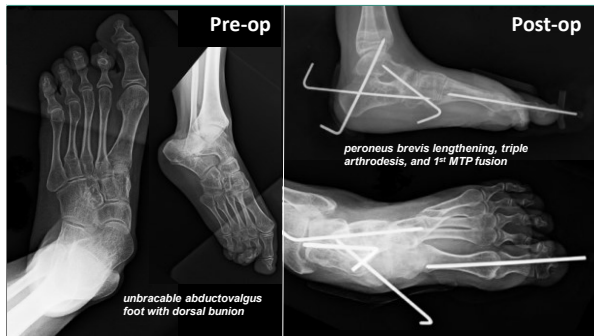 Pre-op
unbracable abductovalgus
foot with dorsal bunion
Post-op
peroneus brevis lengthening, triple
arthrodesis, and 1st MTP fusion